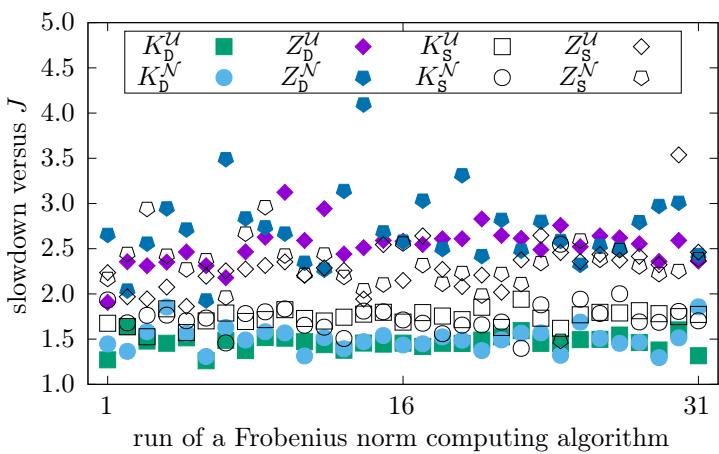 slowdown versus J
5.0
4.5
4.0
3.5
3.0
2.5
2.0
1.5
1.0
K_D^𝒰 Z_D^𝒰 K_S^𝒰 Z_S^𝒰
K_D^𝒩 Z_D^𝒩 K_S^𝒩 Z_S^𝒩
1 16 31
run of a Frobenius norm computing algorithm